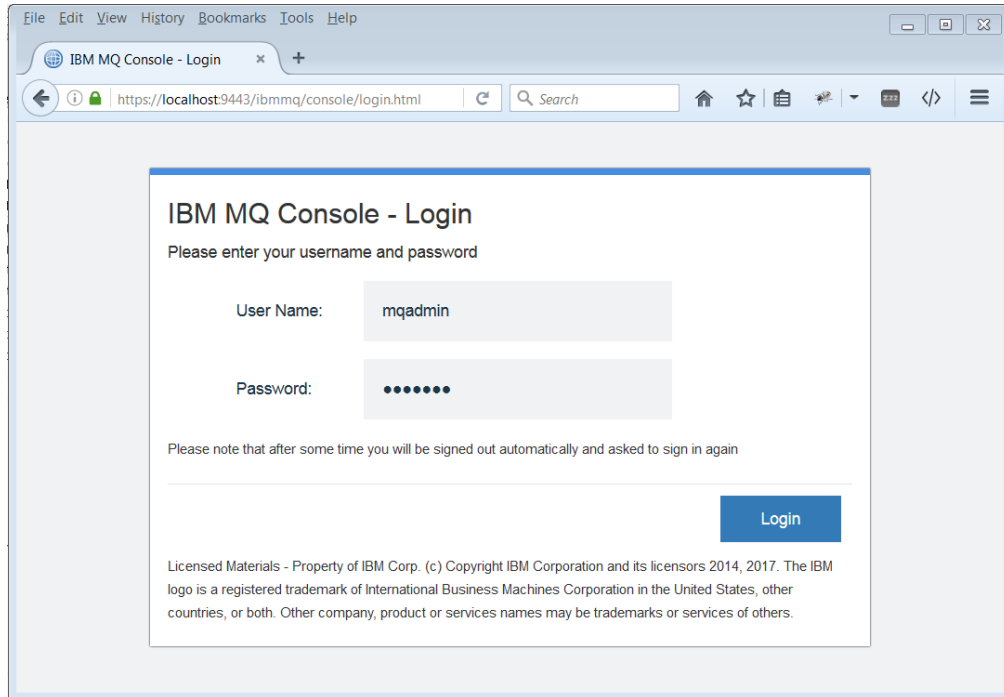 File Edit View History Bookmarks Tools Help
IBM MQ Console - Login × +
https://localhost:9443/ibmmq/console/login.html Search zzz </>
IBM MQ Console - Login
Please enter your username and password
User Name: mqadmin
Password: •••••••
Please note that after some time you will be signed out automatically and asked to sign in again
Login
Licensed Materials - Property of IBM Corp. (c) Copyright IBM Corporation and its licensors 2014, 2017. The IBM
logo is a registered trademark of International Business Machines Corporation in the United States, other
countries, or both. Other company, product or services names may be trademarks or services of others.